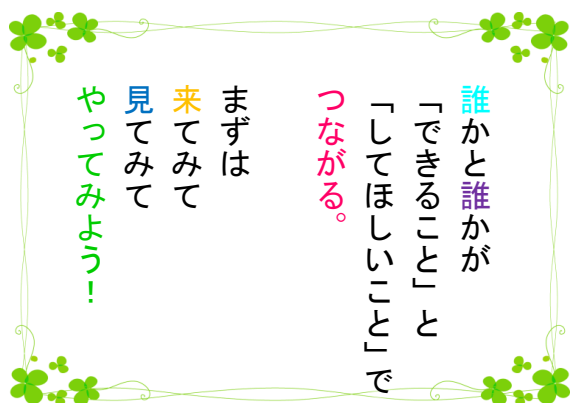 誰かと誰かが
「できること」と
「してほしいこと」で
つながる。
まずは
来てみて
見てみて
やってみよう！